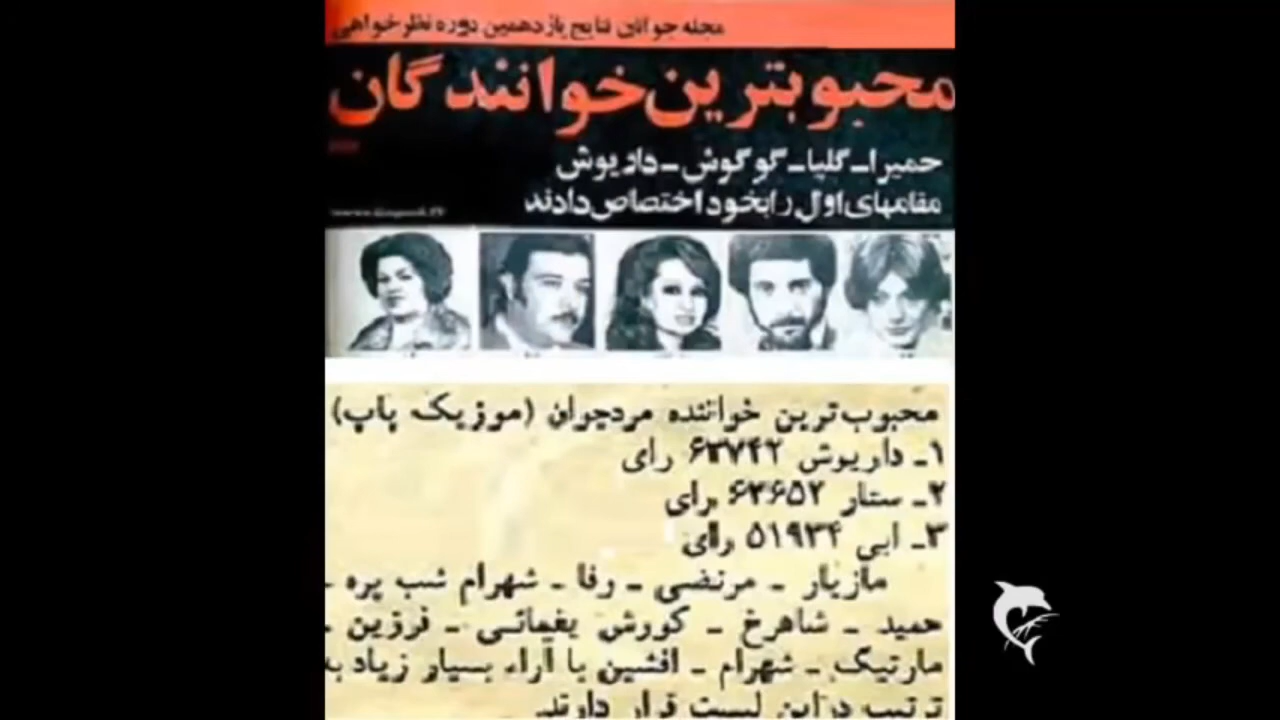 مجله جوانان نتایج یازدهمین دوره نظرخواهی
محبوبترین خوانندگان
حمیرا ـ گلپا ـ گوگوش ـ داریوش
مقامهای اول را بخود اختصاص دادند
محبوب‌ترین خواننده مردجوان (موزیک پاپ)
۱ـ داریوش ۶۳۷۴۲ رای
۲ـ ستار ۶۲۶۵۲ رای
۳ـ ابی ۵۱۹۳۴ رای
مازیار ـ مرتضی ـ رفا ـ شهرام شب پره ـ
حمید ـ شاهرخ ـ کورش یغمائی ـ فرزین ـ
مارتیک ـ شهرام ـ افشین با آراء بسیار زیاد به
ترتیب در این لیست قرار دارند.